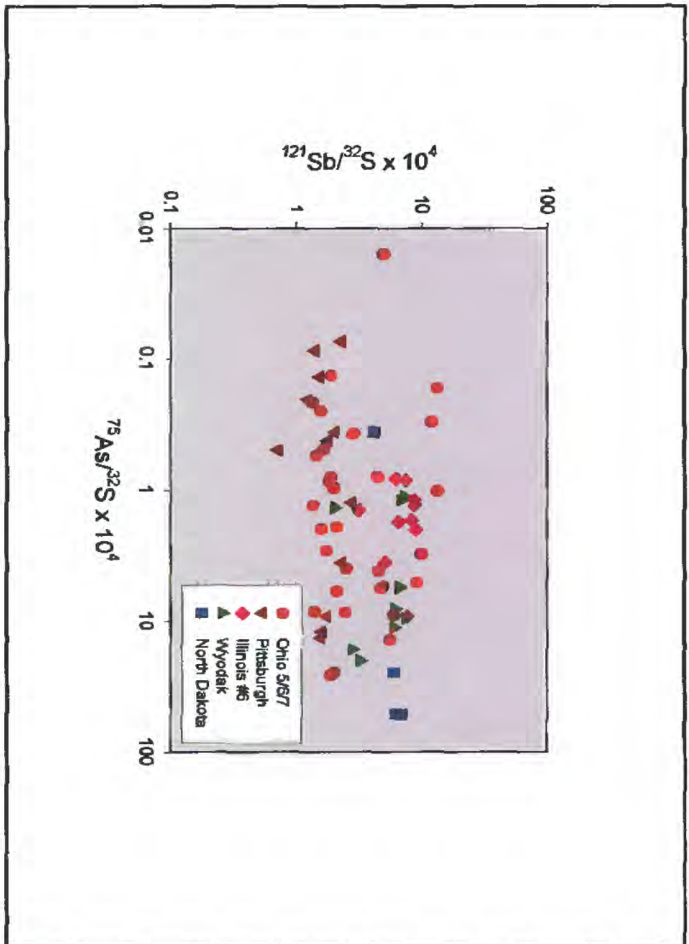 ¹²¹Sb/³²S x 10⁴
100
10
1
0.1
0.01
0.1
1
10
100
⁷⁵As/³²S x 10⁴
Ohio 5/6/7
Pittsburgh
Illinois #6
Wyodak
North Dakota